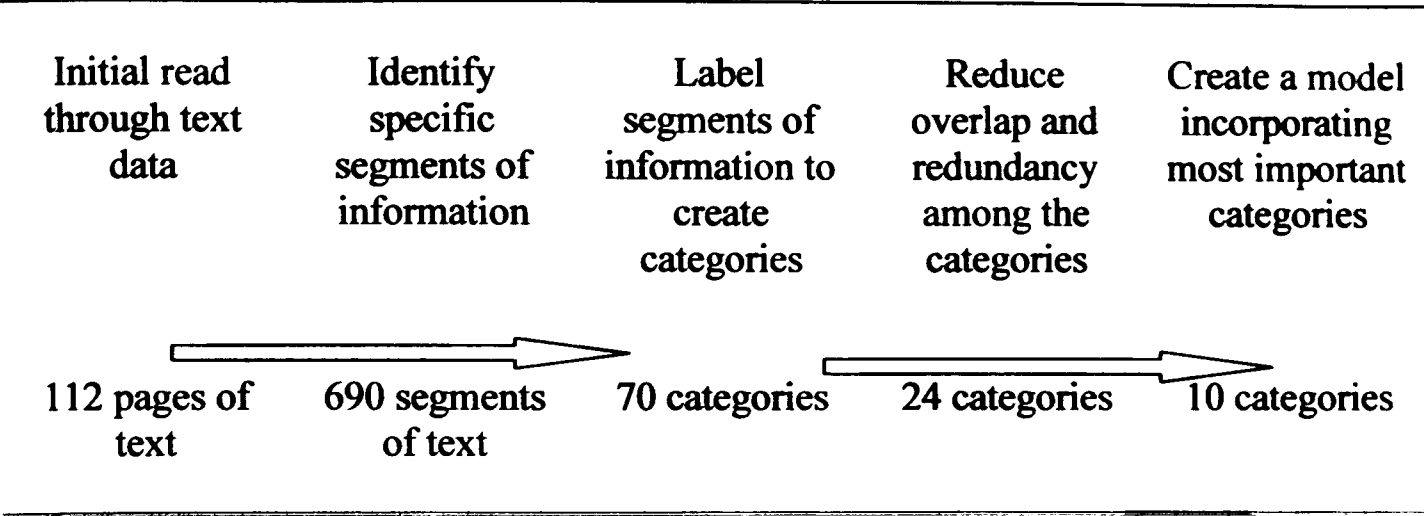 Initial read
through text
data
Identify
specific
segments of
information
Label
segments of
information to
create
categories
Reduce
overlap and
redundancy
among the
categories
Create a model
incorporating
most important
categories
112 pages of
text
690 segments
of text
70 categories
24 categories
10 categories